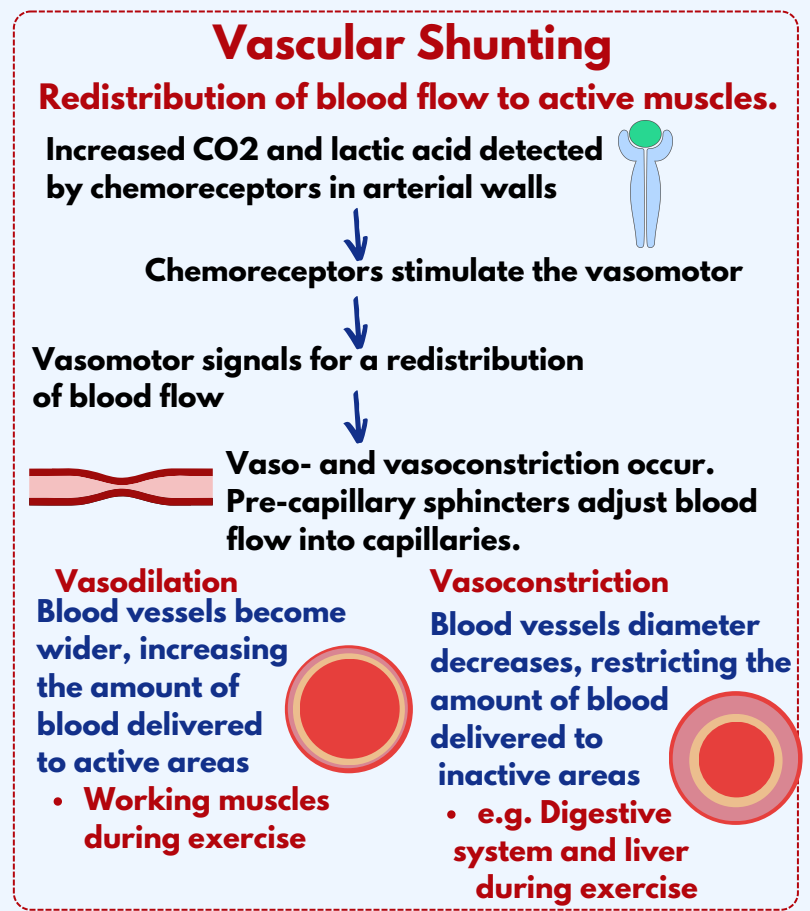 Vascular Shunting
Redistribution of blood flow to active muscles.
Increased CO2 and lactic acid detected
by chemoreceptors in arterial walls
Chemoreceptors stimulate the vasomotor
Vasomotor signals for a redistribution
of blood flow
Vaso- and vasoconstriction occur.
Pre-capillary sphincters adjust blood
flow into capillaries.
Vasodilation
Blood vessels become
wider, increasing
the amount of
blood delivered
to active areas
• Working muscles
during exercise
Vasoconstriction
Blood vessels diameter
decreases, restricting the
amount of blood
delivered to
inactive areas
• e.g. Digestive
system and liver
during exercise